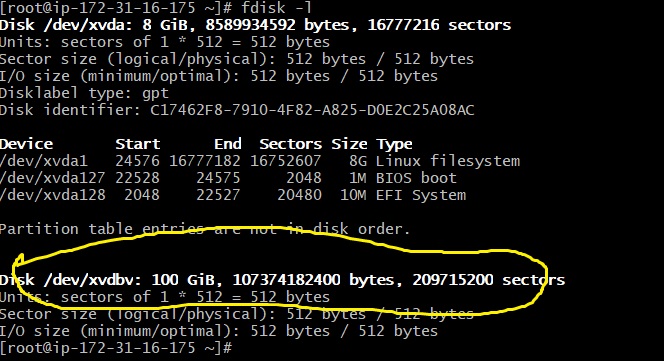 [root@ip-172-31-16-175 ~]# fdisk -l
Disk /dev/xvda: 8 GiB, 8589934592 bytes, 16777216 sectors
Units: sectors of 1 * 512 = 512 bytes
Sector size (logical/physical): 512 bytes / 512 bytes
I/O size (minimum/optimal): 512 bytes / 512 bytes
Disklabel type: gpt
Disk identifier: C17462F8-7910-4F82-A825-D0E2C25A08AC
Device Start End Sectors Size Type
/dev/xvda1 24576 16777182 16752607 8G Linux filesystem
/dev/xvda127 22528 24575 2048 1M BIOS boot
/dev/xvda128 2048 22527 20480 10M EFI System
Partition table entries are not in disk order.
Disk /dev/xvdbv: 100 GiB, 107374182400 bytes, 209715200 sectors
Units: sectors of 1 * 512 = 512 bytes
Sector size (logical/physical): 512 bytes / 512 bytes
I/O size (minimum/optimal): 512 bytes / 512 bytes
[root@ip-172-31-16-175 ~]#